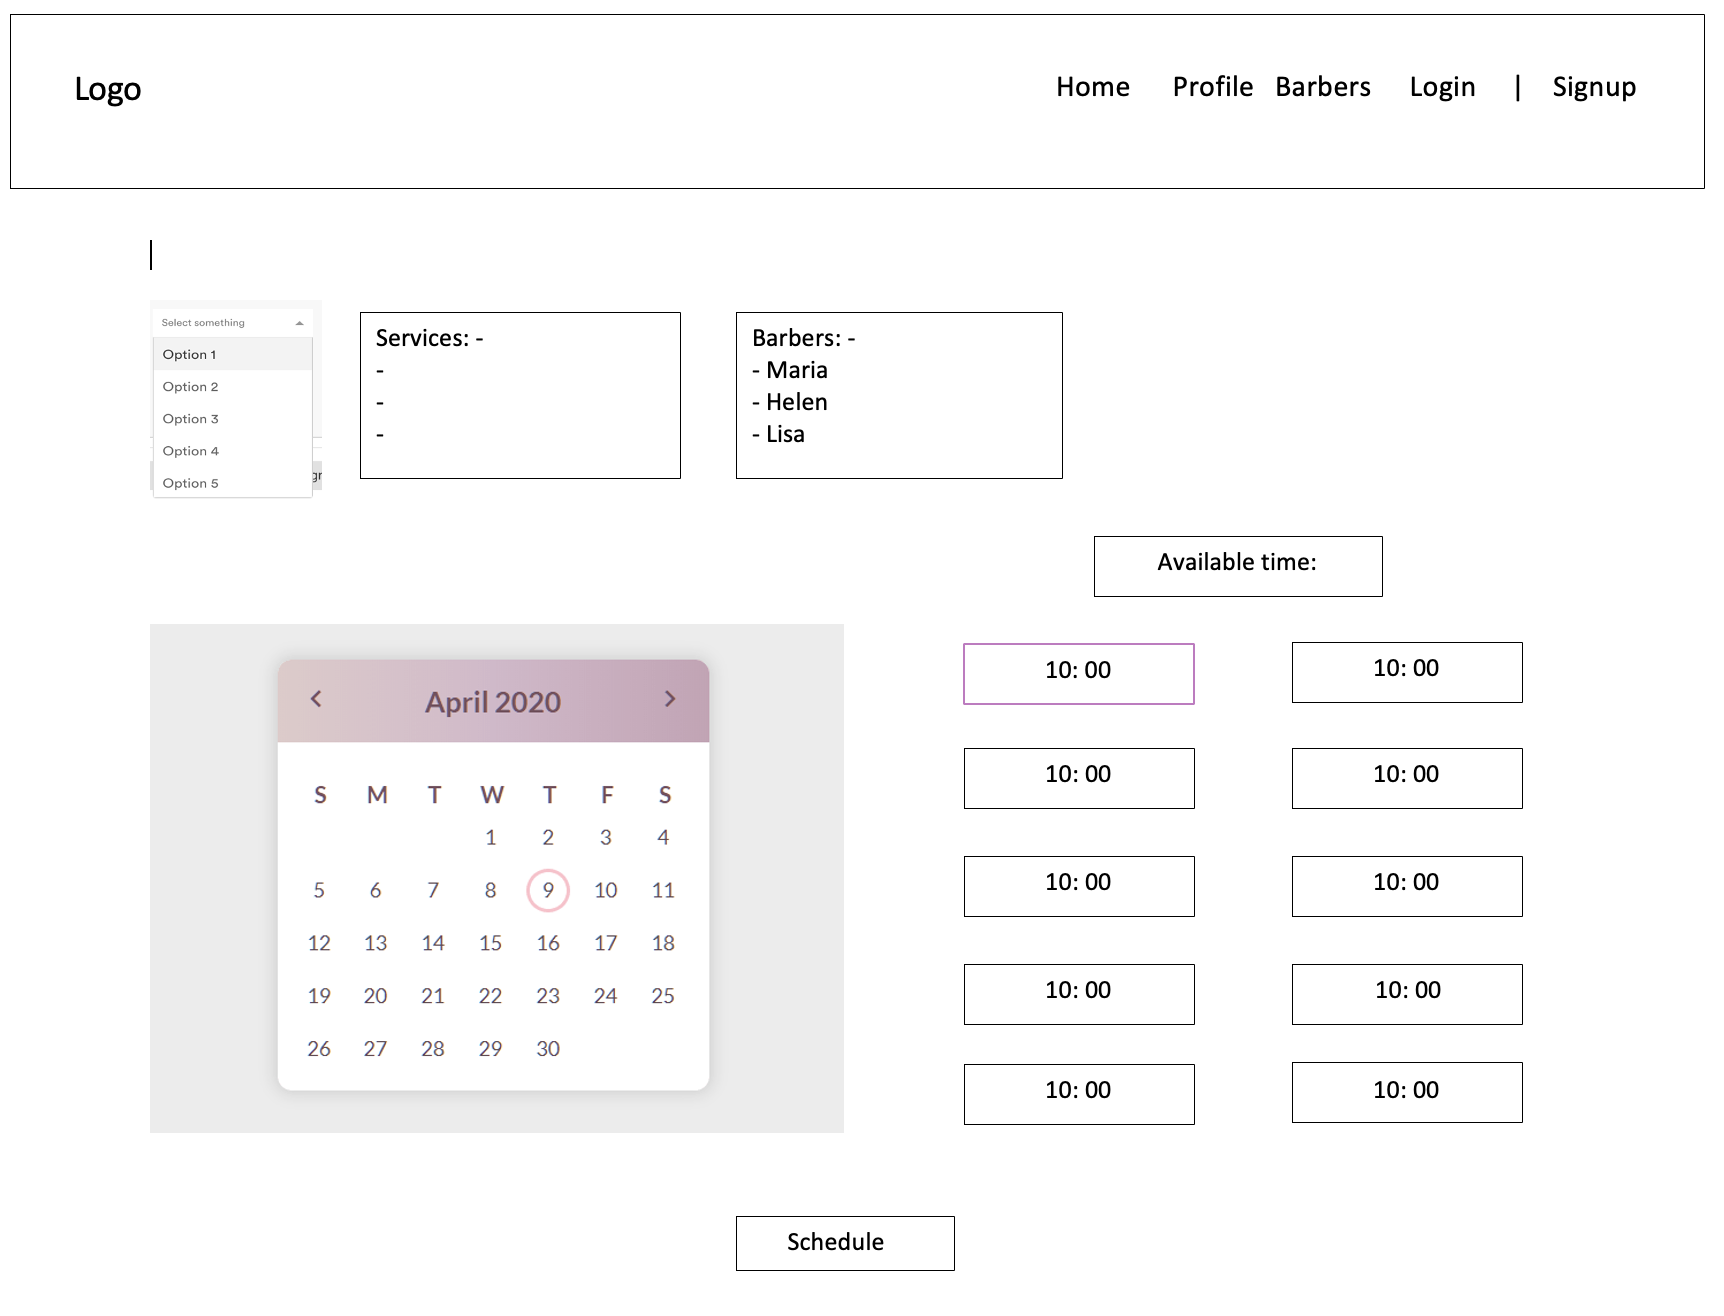 Logo
Home Profile Barbers Login | Signup
Select something
Option 1
Option 2
Option 3
Option 4
Option 5
gr
Services: -
-
-
-
Barbers: -
- Maria
- Helen
- Lisa
Available time:
April 2020
S M T W T F S
1 2 3 4
5 6 7 8 9 10 11
12 13 14 15 16 17 18
19 20 21 22 23 24 25
26 27 28 29 30
10: 00 10: 00
10: 00 10: 00
10: 00 10: 00
10: 00 10: 00
10: 00 10: 00
Schedule